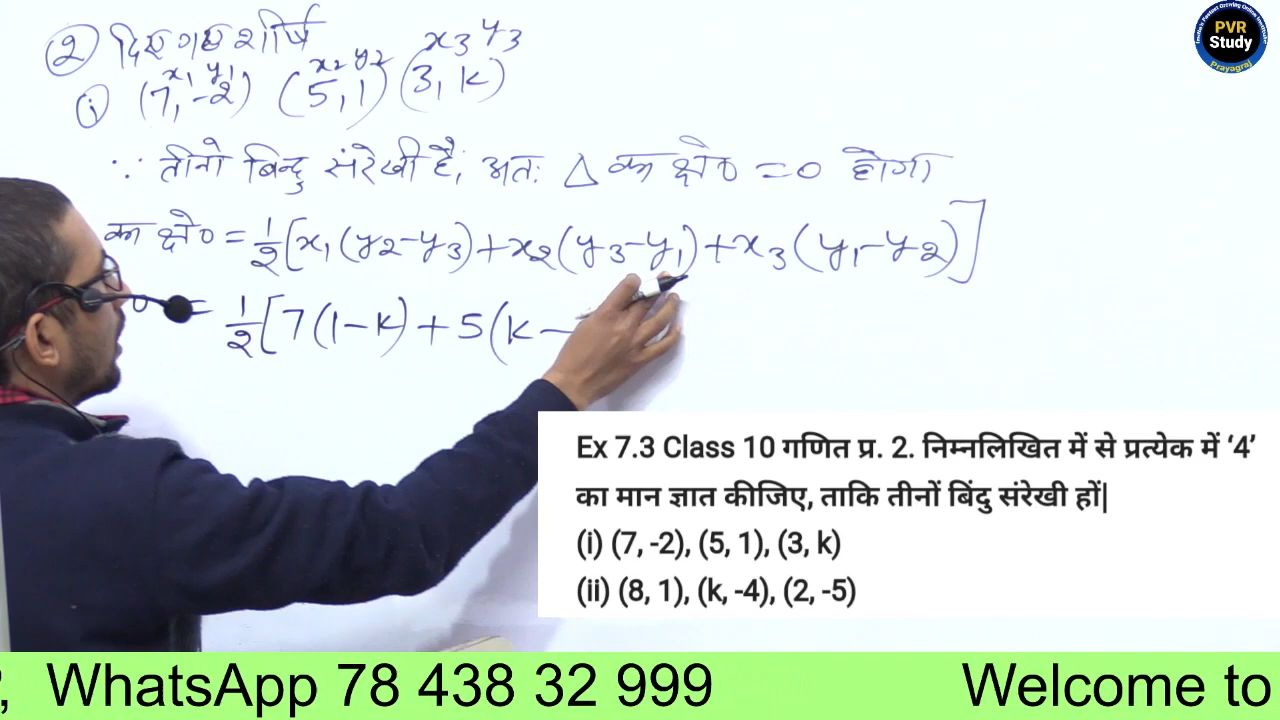 ② दिए गए शीर्ष x₃ y₃
x₁ y₁ x₂ y₂
(i) (7, -2) (5, 1) (3, k)
∵ तीनो बिन्दु संरेखी है, अतः △ का क्षे० = 0 होगा
का क्षे० = 1/2 [x₁(y₂-y₃)+x₂(y₃-y₁)+x₃(y₁-y₂)]
= 1/2 [7(1-k)+5(k-
PVR
Study
Prayagraj
Ex 7.3 Class 10 गणित प्र. 2. निम्नलिखित में से प्रत्येक में ‘4’
का मान ज्ञात कीजिए, ताकि तीनों बिंदु संरेखी हों|
(i) (7, -2), (5, 1), (3, k)
(ii) (8, 1), (k, -4), (2, -5)
WhatsApp 78 438 32 999 Welcome to